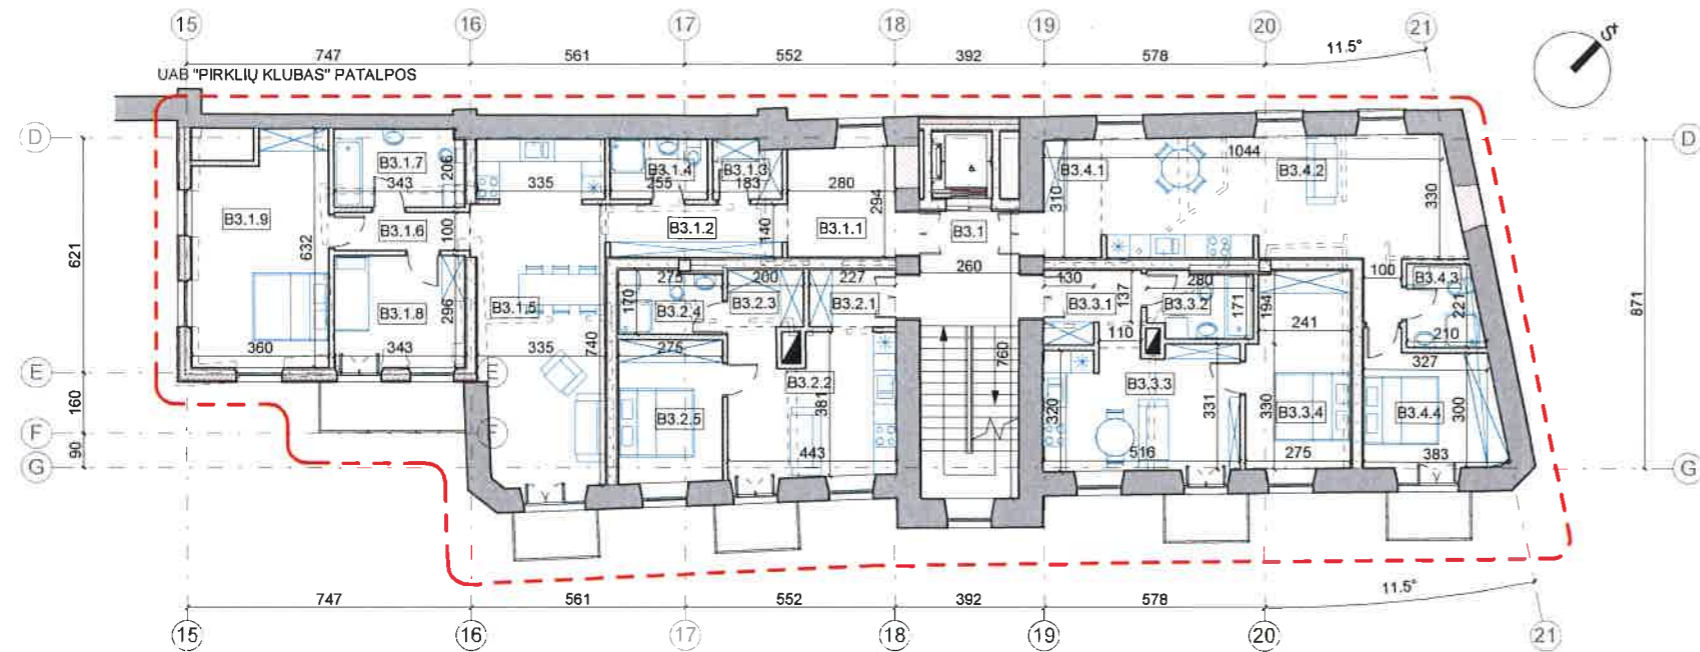 15 16 17 18 19 20 21
747 561 552 392 578 11.5°
UAB "PIRKLIŲ KLUBAS" PATALPOS
Š
D D
B3.1.7 206 343
335
B3.1.4 255
B3.1.3 183
280 294
B3.4.1 310
1044
B3.4.2 330
B3.1.9 632 360
B3.1.6 100
B3.1.2 140
B3.1.1
B3.1
260
621
871
B3.1.8 296 343
B3.1.5 335 740
275 170 B3.2.4
200 B3.2.3
227 B3.2.1
130 B3.3.1 137 110
280 B3.3.2 171
194 241
100 B3.4.3 221 210
275 B3.2.5
B3.2.2 381 443
760
B3.3.3 320 331 516
B3.3.4 330 275
327 B3.4.4 300 383
E E
160
F F
90
G G
747 561 552 392 578 11.5°
15 16 17 18 19 20 21